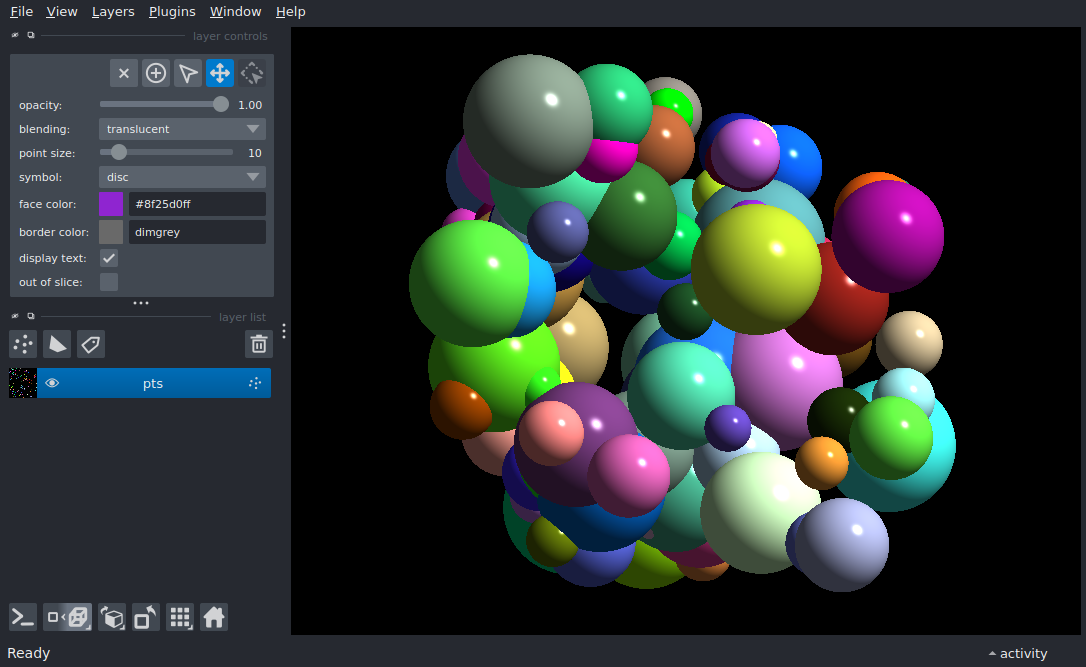 File View Layers Plugins Window Help
layer controls
opacity: 1.00
blending: translucent
point size: 10
symbol: disc
face color: #8f25d0ff
border color: dimgrey
display text:
out of slice:
layer list
pts
Ready
activity